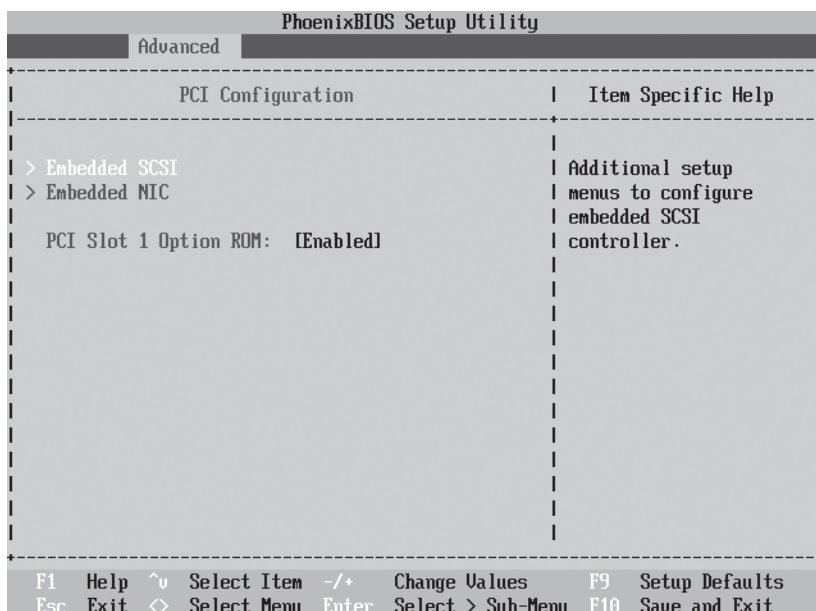 PhoenixBIOS Setup Utility
Advanced
PCI Configuration
Item Specific Help
> Embedded SCSI
> Embedded NIC
PCI Slot 1 Option ROM: [Enabled]
Additional setup
menus to configure
embedded SCSI
controller.
F1 Help ^v Select Item -/+ Change Values F9 Setup Defaults
Esc Exit <> Select Menu Enter Select > Sub-Menu F10 Save and Exit